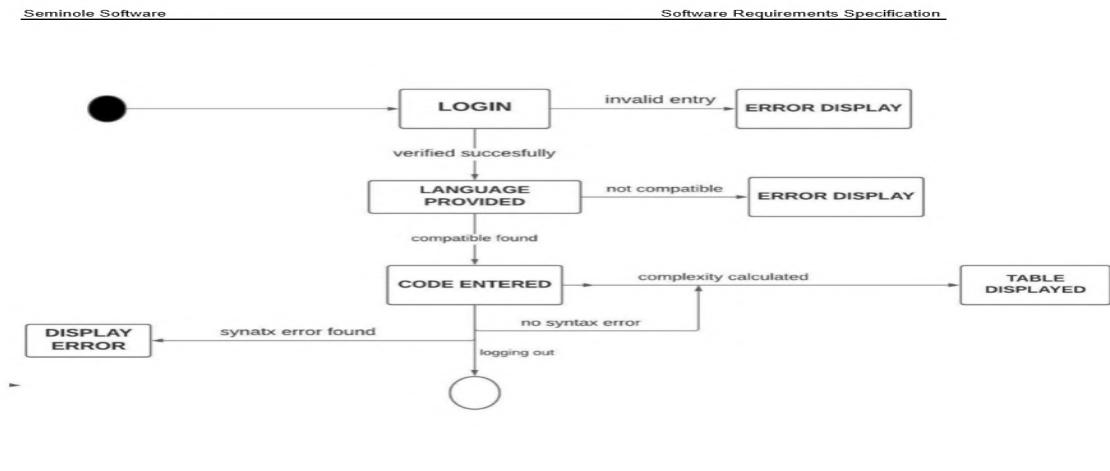 Seminole Software Software Requirements Specification
LOGIN
invalid entry
ERROR DISPLAY
verified succesfully
LANGUAGE
PROVIDED
not compatible
ERROR DISPLAY
compatible found
CODE ENTERED
complexity calculated
TABLE
DISPLAYED
no syntax error
synatx error found
DISPLAY
ERROR
logging out